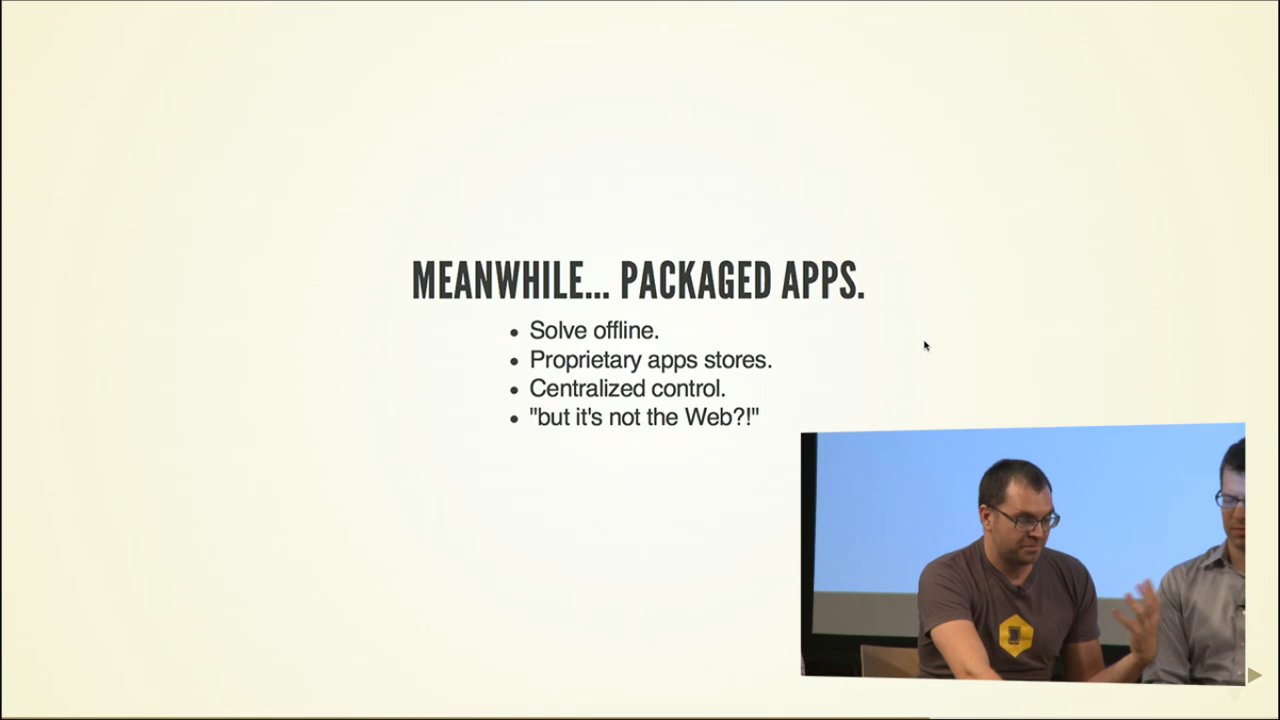 MEANWHILE... PACKAGED APPS.
Solve offline.
Proprietary apps stores.
Centralized control.
"but it's not the Web?!"